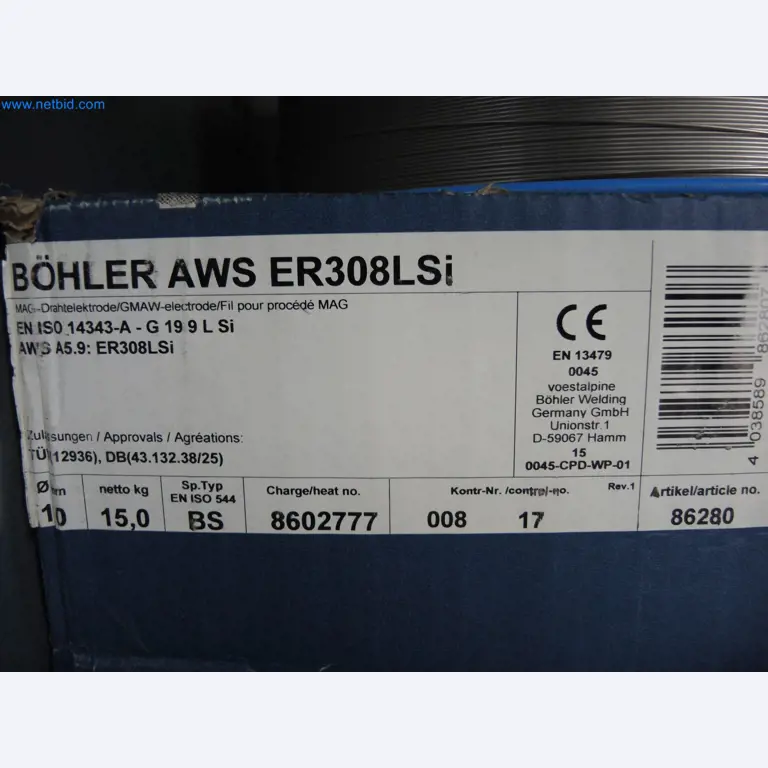 www.netbid.com
BÖHLER AWS ER308LSi
MAG-Drahtelektrode/GMAW-electrode/Fil pour procédé MAG
EN ISO 14343-A - G 19 9 L Si
AWS A5.9: ER308LSi
CE
EN 13479
0045
voestalpine
Böhler Welding
Germany GmbH
Unionstr.1
D-59067 Hamm
15
0045-CPD-WP-01
Zulassungen / Approvals / Agréations:
TÜV(12936), DB(43.132.38/25)
Ø mm netto kg Sp.Typ EN ISO 544 Charge/heat no. Kontr-Nr. /control-no. Rev.1 Artikel/article no.
15,0 BS 8602777 008 17 86280